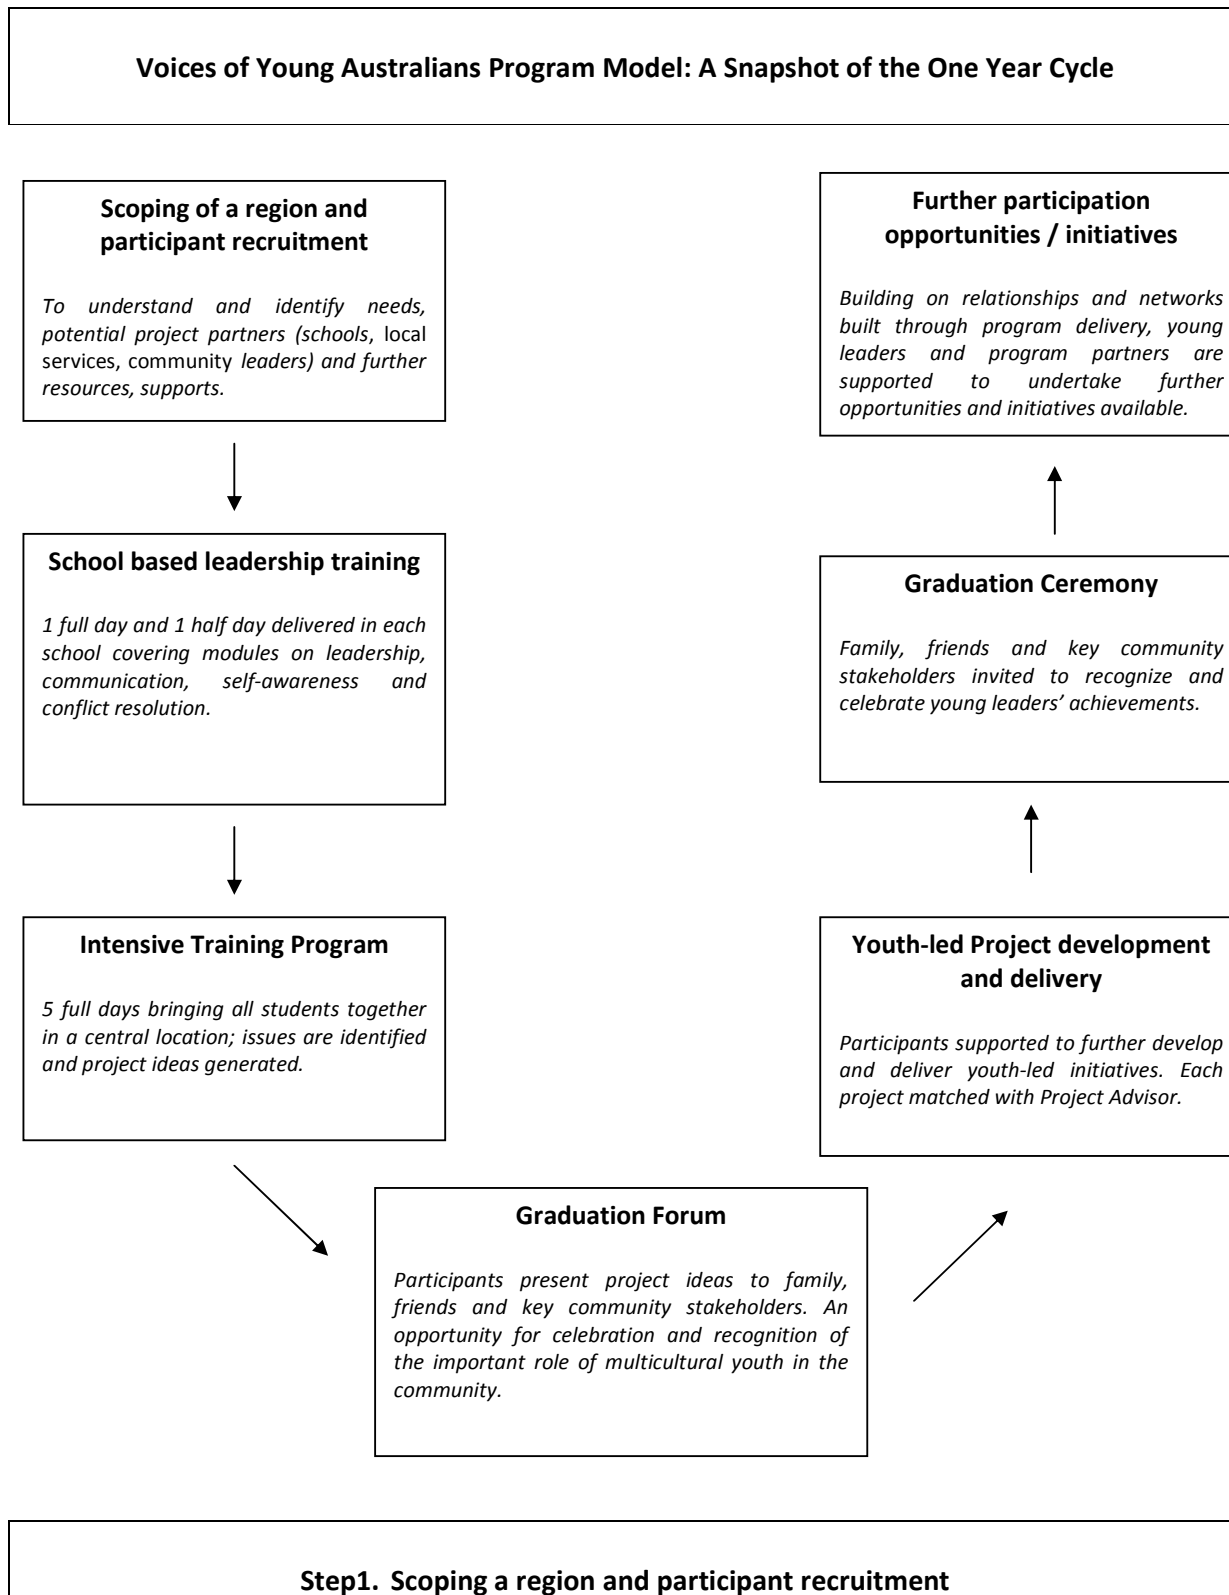 Voices of Young Australians Program Model: A Snapshot of the One Year Cycle
Scoping of a region and
participant recruitment
To understand and identify needs,
potential project partners (schools, local
services, community leaders) and further
resources, supports.
School based leadership training
1 full day and 1 half day delivered in each
school covering modules on leadership,
communication, self-awareness and
conflict resolution.
Intensive Training Program
5 full days bringing all students together
in a central location; issues are identified
and project ideas generated.
Graduation Forum
Participants present project ideas to family,
friends and key community stakeholders. An
opportunity for celebration and recognition of
the important role of multicultural youth in the
community.
Youth-led Project development
and delivery
Participants supported to further develop
and deliver youth-led initiatives. Each
project matched with Project Advisor.
Graduation Ceremony
Family, friends and key community
stakeholders invited to recognize and
celebrate young leaders’ achievements.
Further participation
opportunities / initiatives
Building on relationships and networks
built through program delivery, young
leaders and program partners are
supported to undertake further
opportunities and initiatives available.
Step1. Scoping a region and participant recruitment